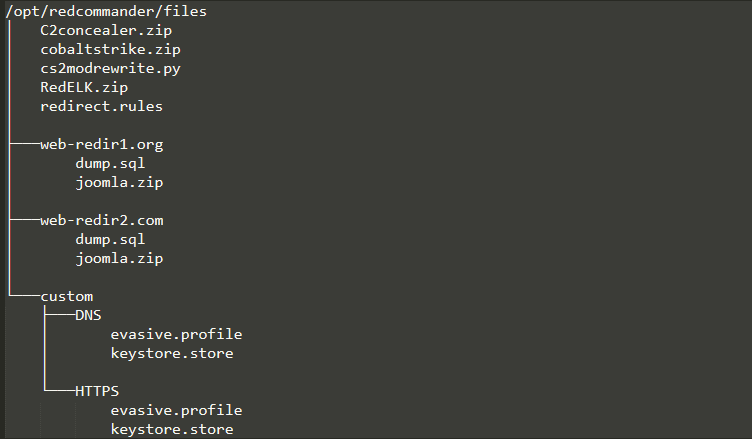 /opt/redcommander/files
C2concealer.zip
cobaltstrike.zip
cs2modrewrite.py
RedELK.zip
redirect.rules
web-redir1.org
dump.sql
joomla.zip
web-redir2.com
dump.sql
joomla.zip
custom
DNS
evasive.profile
keystore.store
HTTPS
evasive.profile
keystore.store